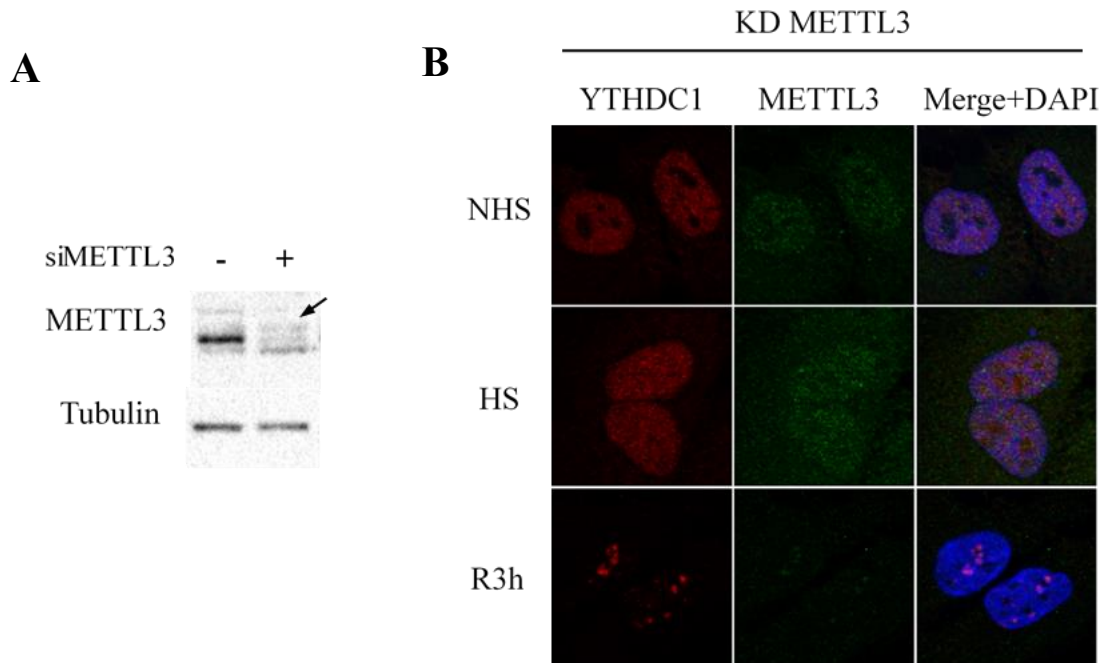 A
siMETTL3 - +
METTL3
Tubulin
B
KD METTL3
YTHDC1 METTL3 Merge+DAPI
NHS
HS
R3h